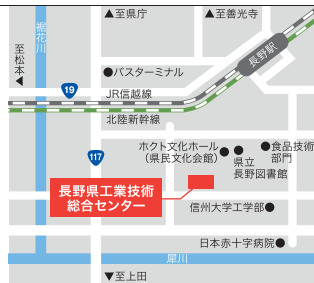 ▲至県庁
▲至善光寺
裾花川
至松本▲
長野駅
●バスターミナル
19
JR信越線
北陸新幹線
ホクト文化ホール
(県民文化会館)
●
●
県立
長野図書館
●食品技術
部門
117
長野県工業技術
総合センター
信州大学工学部●
日本赤十字病院●
犀川
▼至上田